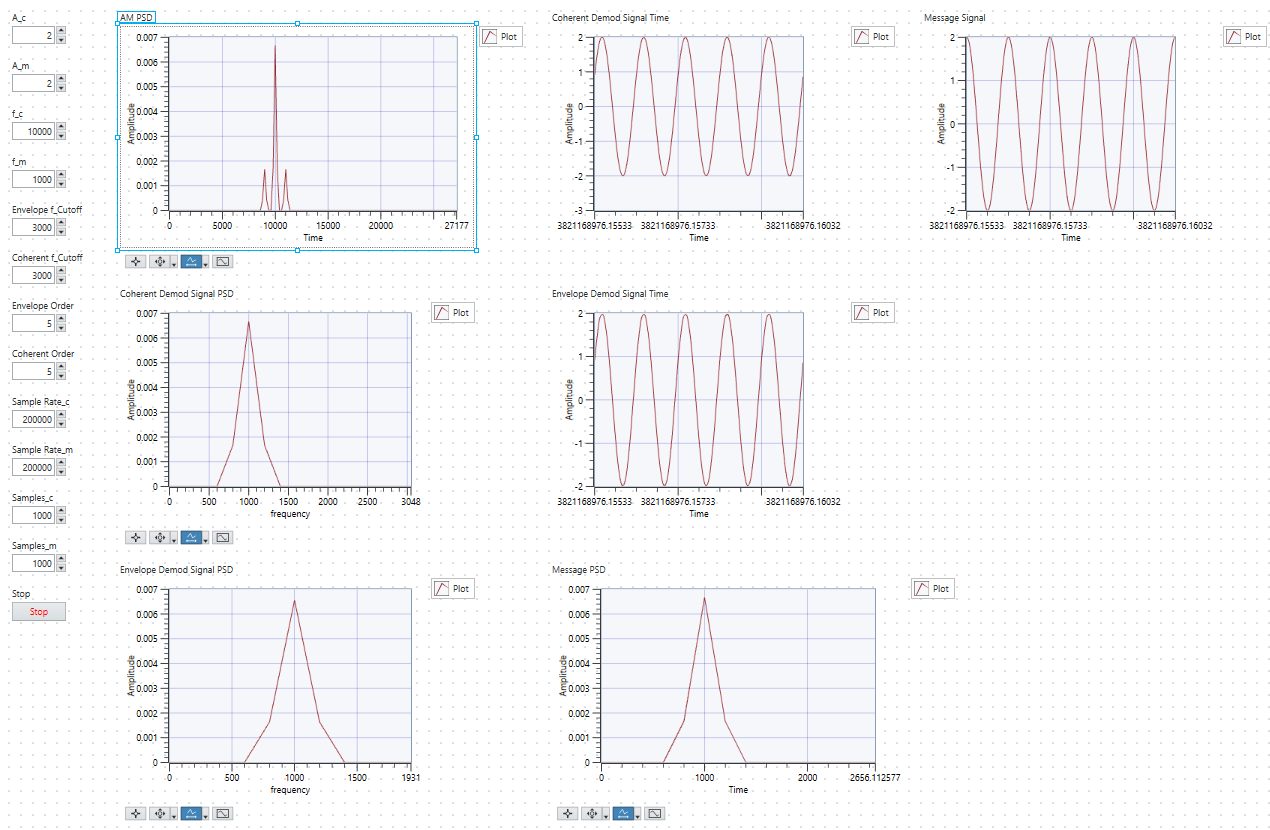 A_c
2
A_m
2
f_c
10000
f_m
1000
Envelope f_Cutoff
3000
Coherent f_Cutoff
3000
Envelope Order
5
Coherent Order
5
Sample Rate_c
200000
Sample Rate_m
200000
Samples_c
1000
Samples_m
1000
Stop
Stop
AM PSD
Plot
Amplitude
0.007
0.006
0.005
0.004
0.003
0.002
0.001
0
0 5000 10000 15000 20000 27177
Time
Coherent Demod Signal Time
Plot
Amplitude
2
1
0
-1
-2
-3
3821168976.15533 3821168976.15733 3821168976.16032
Time
Message Signal
Plot
Amplitude
2
1
0
-1
-2
3821168976.15533 3821168976.15733 3821168976.16032
Time
Coherent Demod Signal PSD
Plot
Amplitude
0.007
0.006
0.005
0.004
0.003
0.002
0.001
0
0 500 1000 1500 2000 2500 3048
frequency
Envelope Demod Signal Time
Plot
Amplitude
2
1
0
-1
-2
3821168976.15533 3821168976.15733 3821168976.16032
Time
Envelope Demod Signal PSD
Plot
Amplitude
0.007
0.006
0.005
0.004
0.003
0.002
0.001
0
0 500 1000 1500 1931
frequency
Message PSD
Plot
Amplitude
0.007
0.006
0.005
0.004
0.003
0.002
0.001
0
0 1000 2000 2656.112577
Time